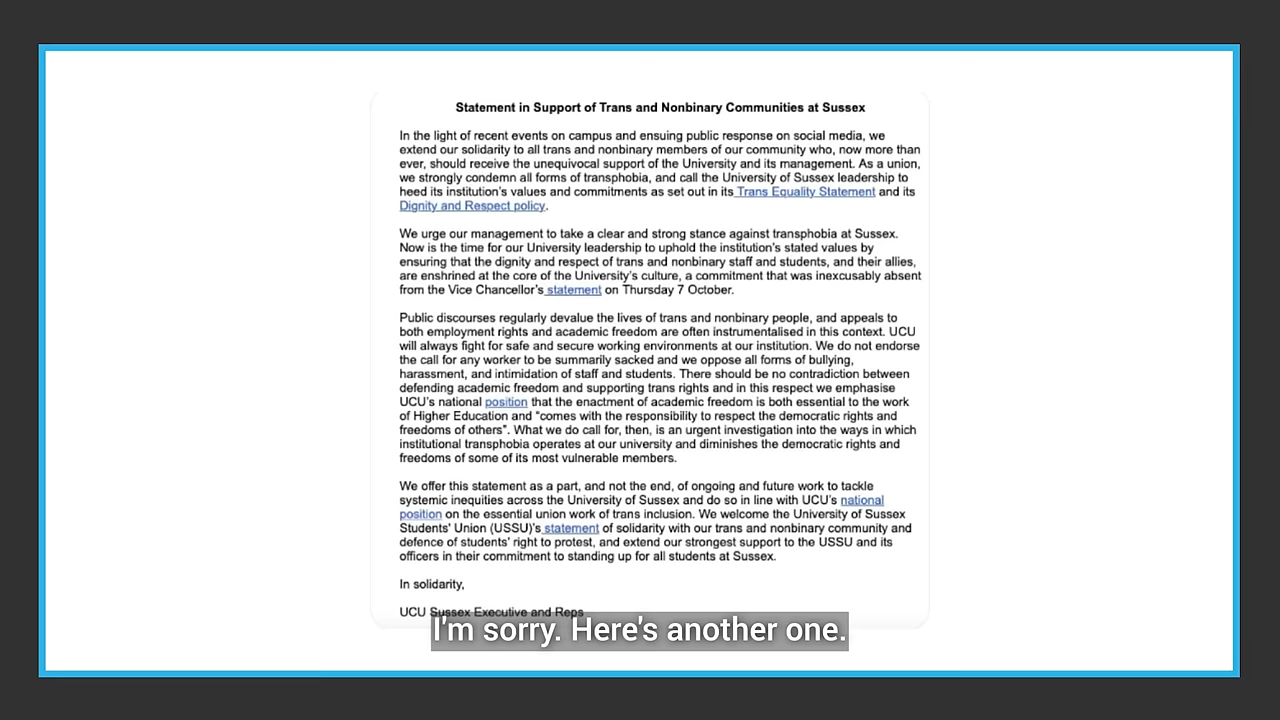 Statement in Support of Trans and Nonbinary Communities at Sussex
In the light of recent events on campus and ensuing public response on social media, we
extend our solidarity to all trans and nonbinary members of our community who, now more than
ever, should receive the unequivocal support of the University and its management. As a union,
we strongly condemn all forms of transphobia, and call the University of Sussex leadership to
heed its institution's values and commitments as set out in its Trans Equality Statement and its
Dignity and Respect policy.
We urge our management to take a clear and strong stance against transphobia at Sussex.
Now is the time for our University leadership to uphold the institution's stated values by
ensuring that the dignity and respect of trans and nonbinary staff and students, and their allies,
are enshrined at the core of the University's culture, a commitment that was inexcusably absent
from the Vice Chancellor's statement on Thursday 7 October.
Public discourses regularly devalue the lives of trans and nonbinary people, and appeals to
both employment rights and academic freedom are often instrumentalised in this context. UCU
will always fight for safe and secure working environments at our institution. We do not endorse
the call for any worker to be summarily sacked and we oppose all forms of bullying,
harassment, and intimidation of staff and students. There should be no contradiction between
defending academic freedom and supporting trans rights and in this respect we emphasise
UCU's national position that the enactment of academic freedom is both essential to the work
of Higher Education and "comes with the responsibility to respect the democratic rights and
freedoms of others". What we do call for, then, is an urgent investigation into the ways in which
institutional transphobia operates at our university and diminishes the democratic rights and
freedoms of some of its most vulnerable members.
We offer this statement as a part, and not the end, of ongoing and future work to tackle
systemic inequities across the University of Sussex and do so in line with UCU's national
position on the essential union work of trans inclusion. We welcome the University of Sussex
Students' Union (USSU)'s statement of solidarity with our trans and nonbinary community and
defence of students' right to protest, and extend our strongest support to the USSU and its
officers in their commitment to standing up for all students at Sussex.
In solidarity,
UCU Sussex Executive and Reps
I'm sorry. Here's another one.